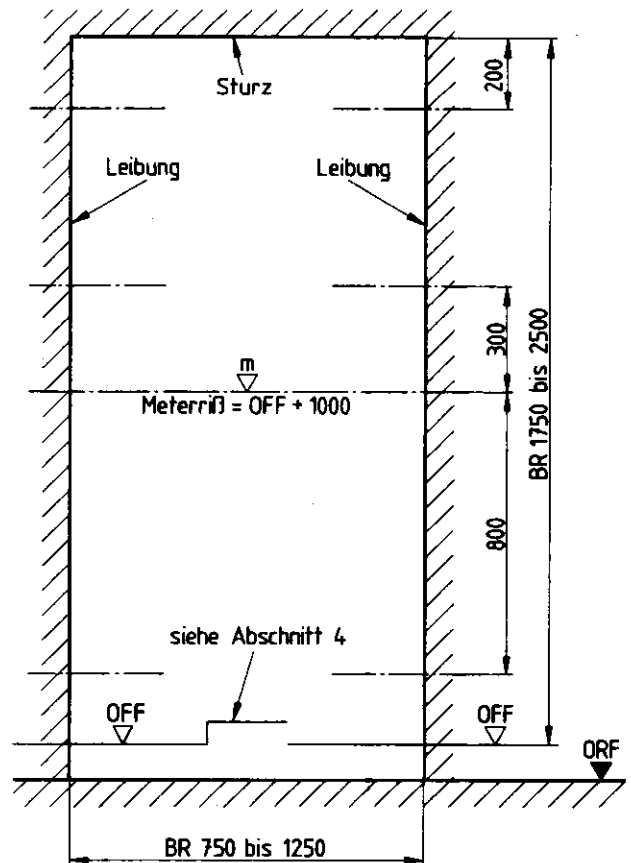 Sturz
200
Leibung
Leibung
300
BR 1750 bis 2500
m
Meterriß = OFF + 1000
800
siehe Abschnitt 4
OFF
OFF
ORF
BR 750 bis 1250